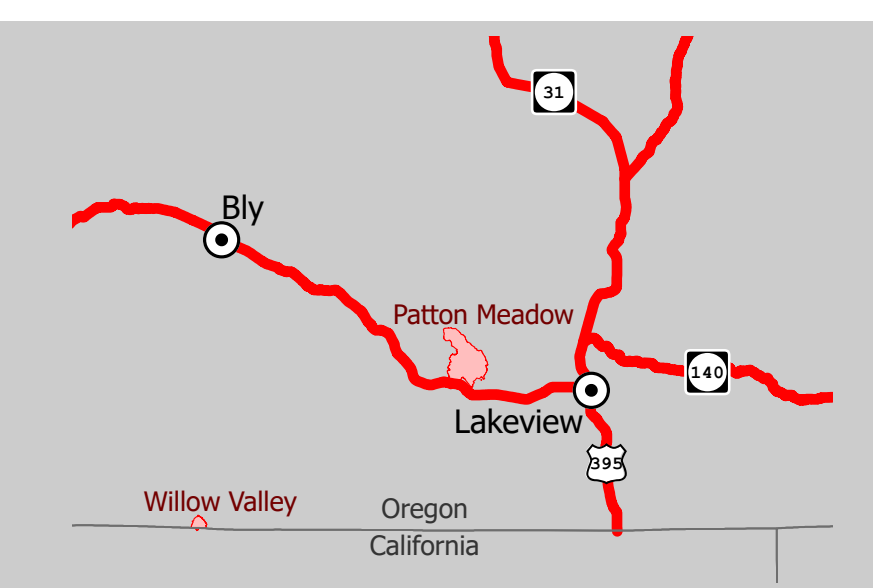 31
Bly
Patton Meadow
140
Lakeview
395
Willow Valley
Oregon
California